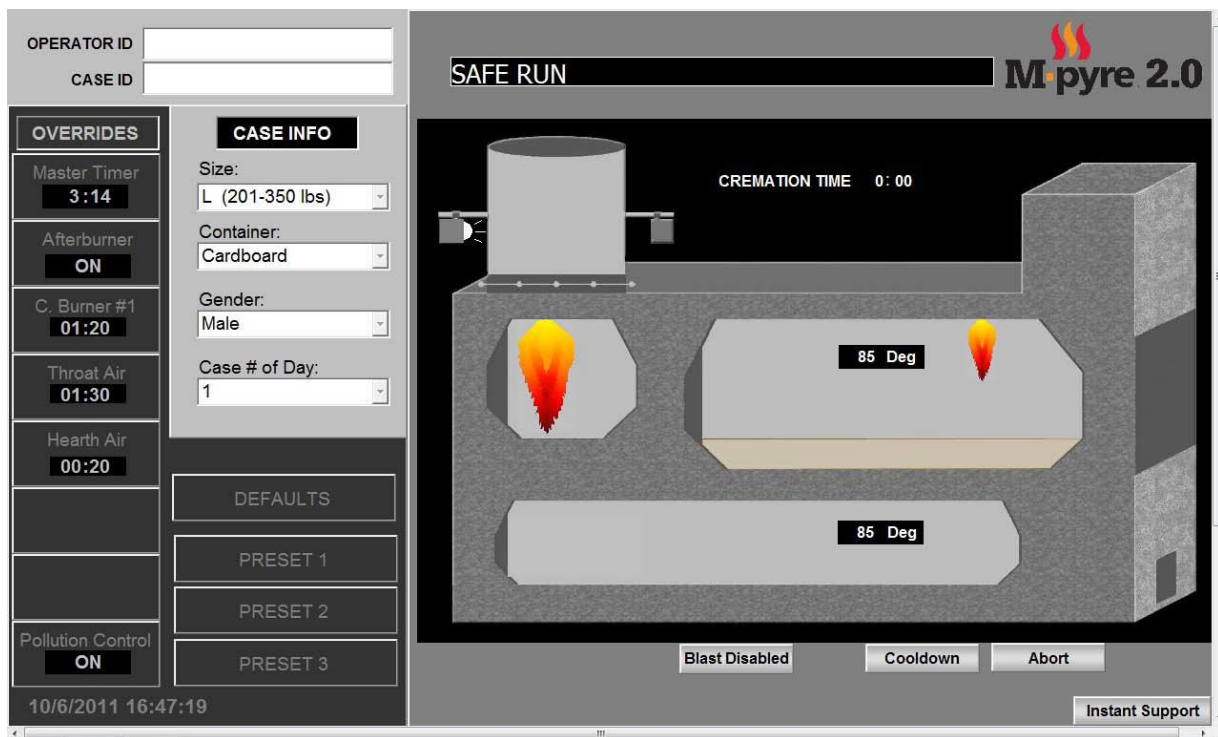 OPERATOR ID
CASE ID
SAFE RUN
M·pyre 2.0
OVERRIDES
Master Timer
3:14
Afterburner
ON
C. Burner #1
01:20
Throat Air
01:30
Hearth Air
00:20
Pollution Control
ON
10/6/2011 16:47:19
CASE INFO
Size:
L (201-350 lbs)
Container:
Cardboard
Gender:
Male
Case # of Day:
1
DEFAULTS
PRESET 1
PRESET 2
PRESET 3
CREMATION TIME 0:00
85 Deg
85 Deg
Blast Disabled
Cooldown
Abort
Instant Support